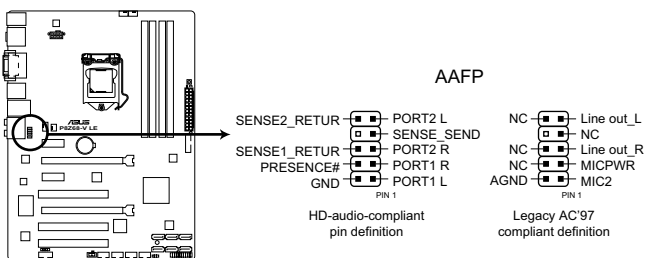 AAFP
ASUS
P8Z68-V LE
SENSE2_RETUR
PORT2 L
SENSE_SEND
SENSE1_RETUR
PORT2 R
PRESENCE#
PORT1 R
GND
PORT1 L
PIN 1
HD-audio-compliant
pin definition
NC
Line out_L
NC
NC
Line out_R
NC
MICPWR
AGND
MIC2
PIN 1
Legacy AC'97
compliant definition